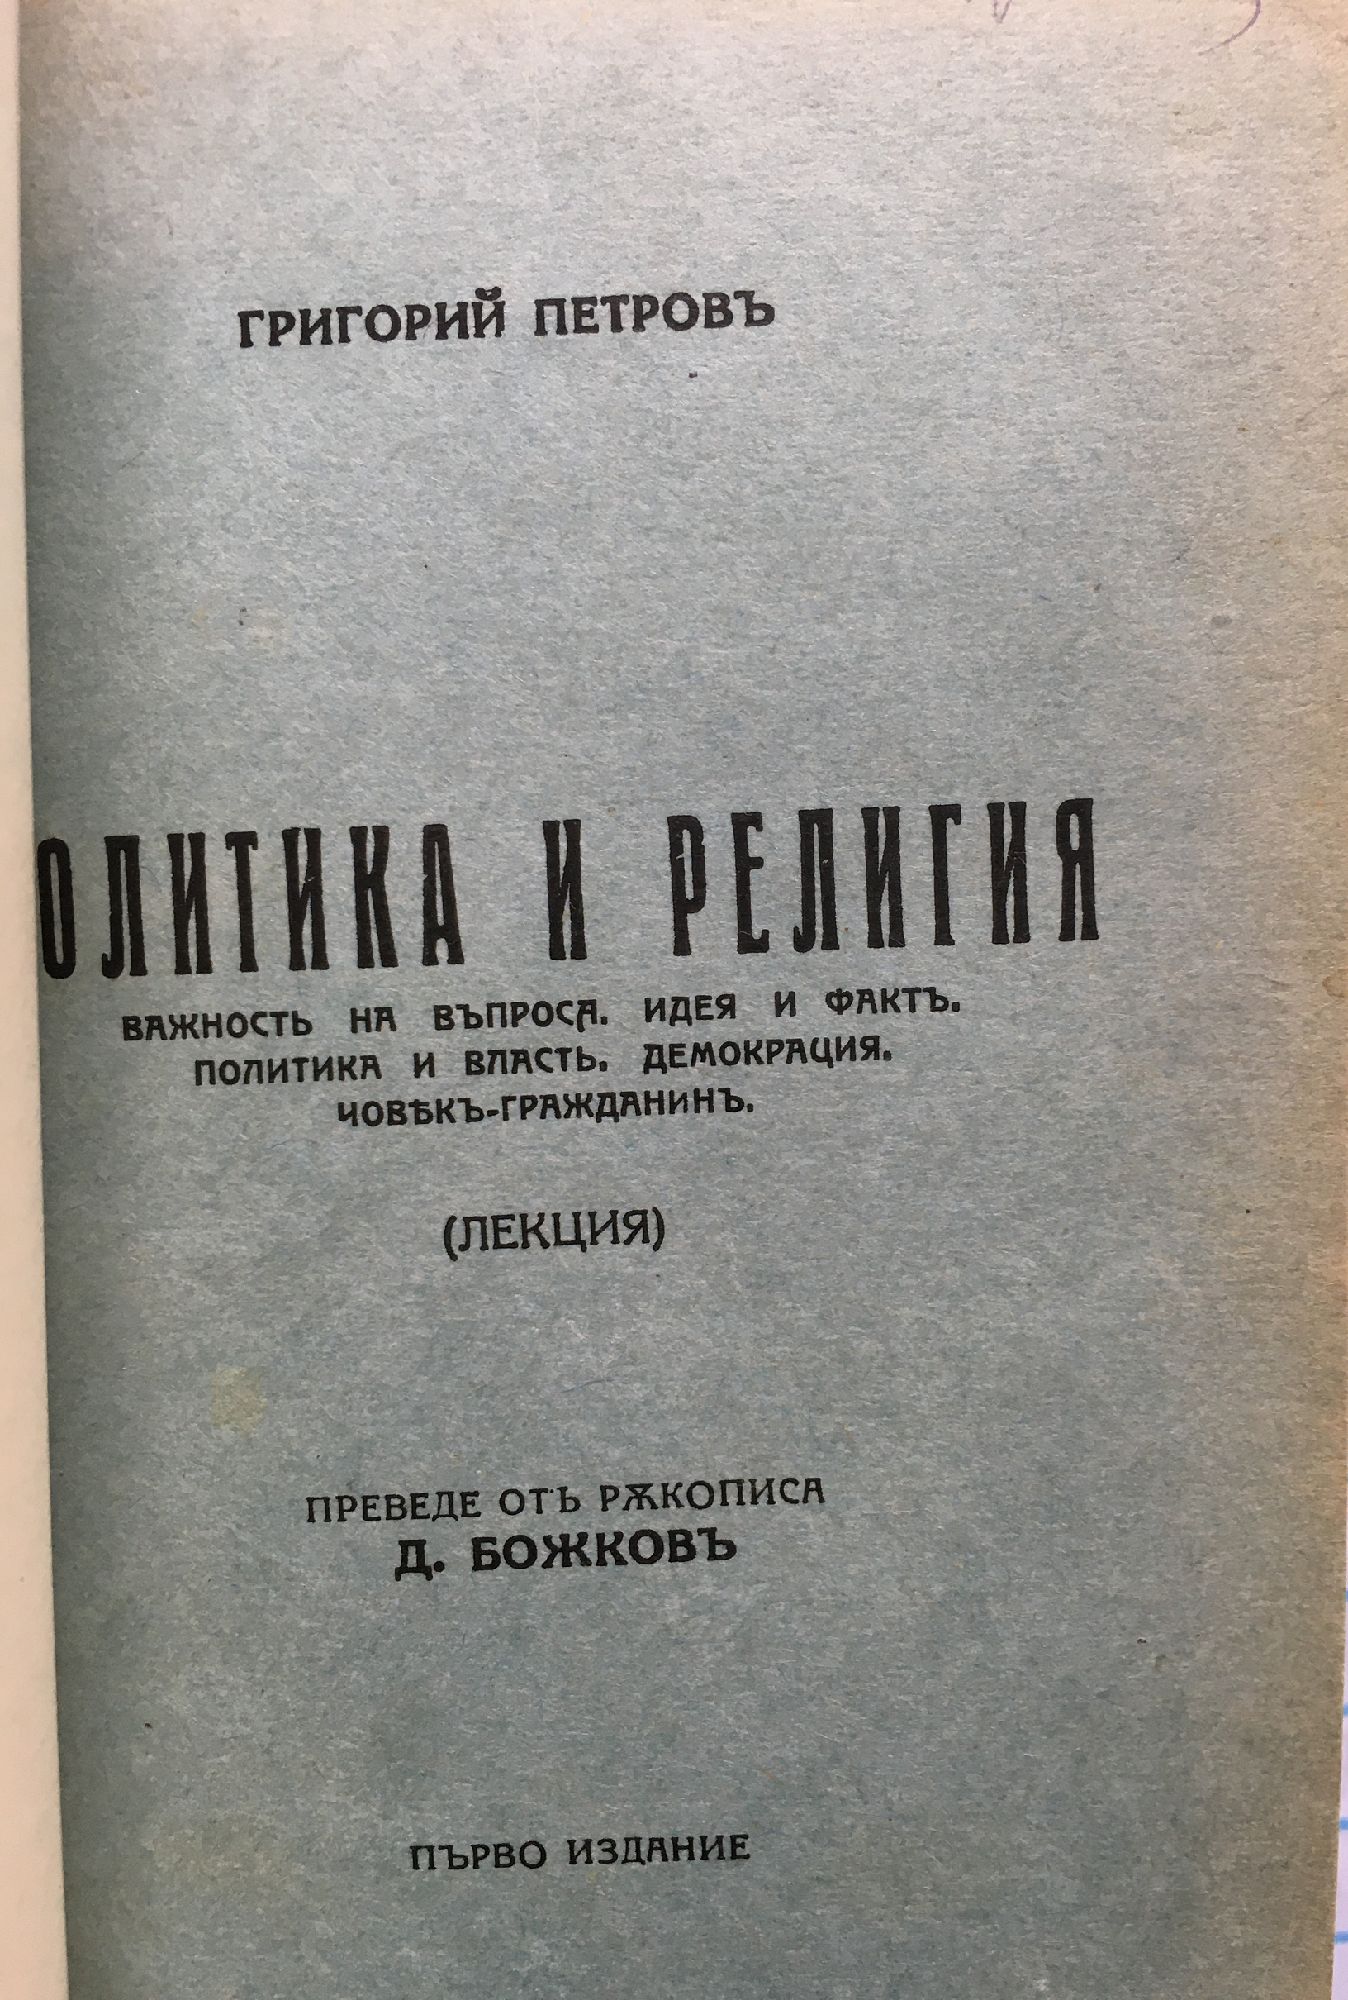 ГРИГОРИЙ ПЕТРОВЪ
ОЛИТИКА И РЕЛИГИЯ
ВАЖНОСТЬ НА ВЪПРОСА. ИДЕЯ И ФАКТЪ.
ПОЛИТИКА И ВЛАСТЬ. ДЕМОКРАЦИЯ.
ЧОВѢКЪ-ГРАЖДАНИНЪ.
(ЛЕКЦИЯ)
ПРЕВЕДЕ ОТЪ РѪКОПИСА
Д. БОЖКОВЪ
ПЪРВО ИЗДАНИЕ